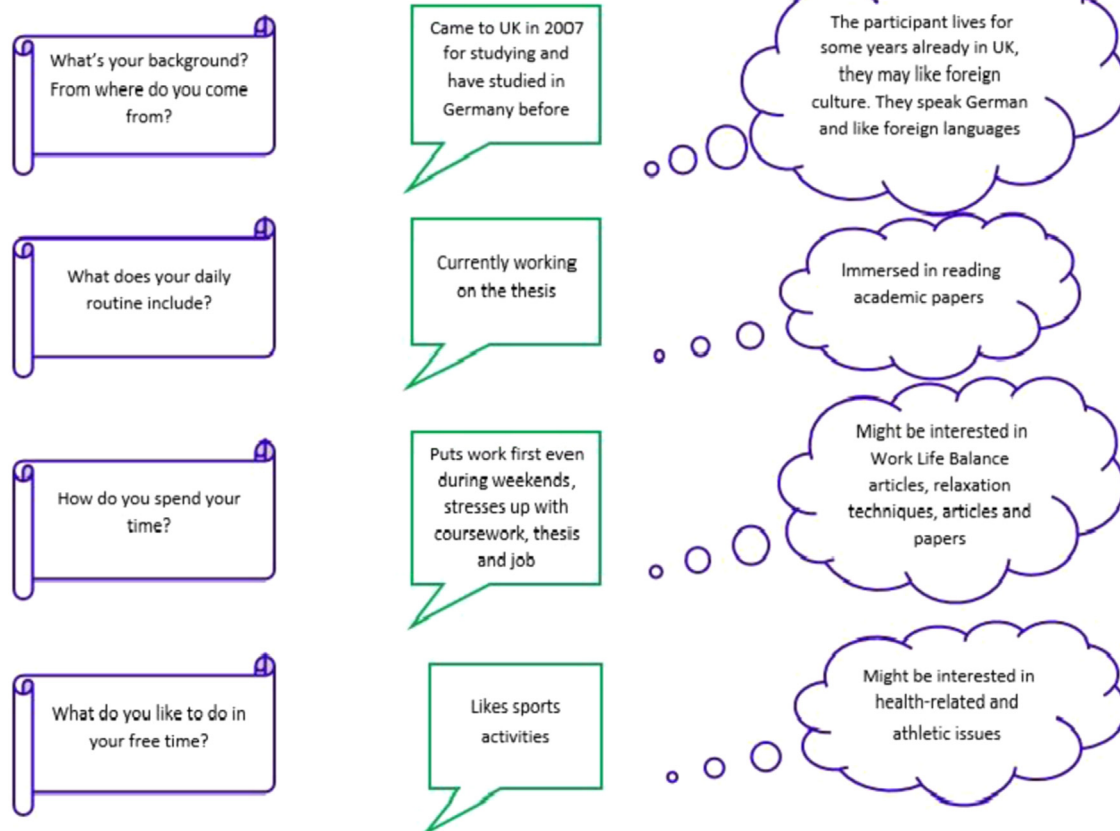 What's your background?
From where do you come
from?
Came to UK in 2007
for studying and
have studied in
Germany before
The participant lives for
some years already in UK,
they may like foreign
culture. They speak German
and like foreign languages
What does your daily
routine include?
Currently working
on the thesis
Immersed in reading
academic papers
How do you spend your
time?
Puts work first even
during weekends,
stresses up with
coursework, thesis
and job
Might be interested in
Work Life Balance
articles, relaxation
techniques, articles and
papers
What do you like to do in
your free time?
Likes sports
activities
Might be interested in
health-related and
athletic issues